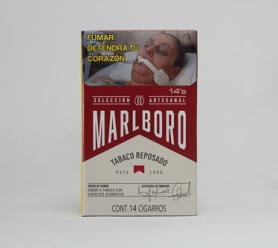 FUMAR
DETENDRÁ TU
CORAZÓN
14's
SELECCIÓN ARTESANAL
MARLBORO
TABACO REPOSADO
CONT. 14 CIGARROS